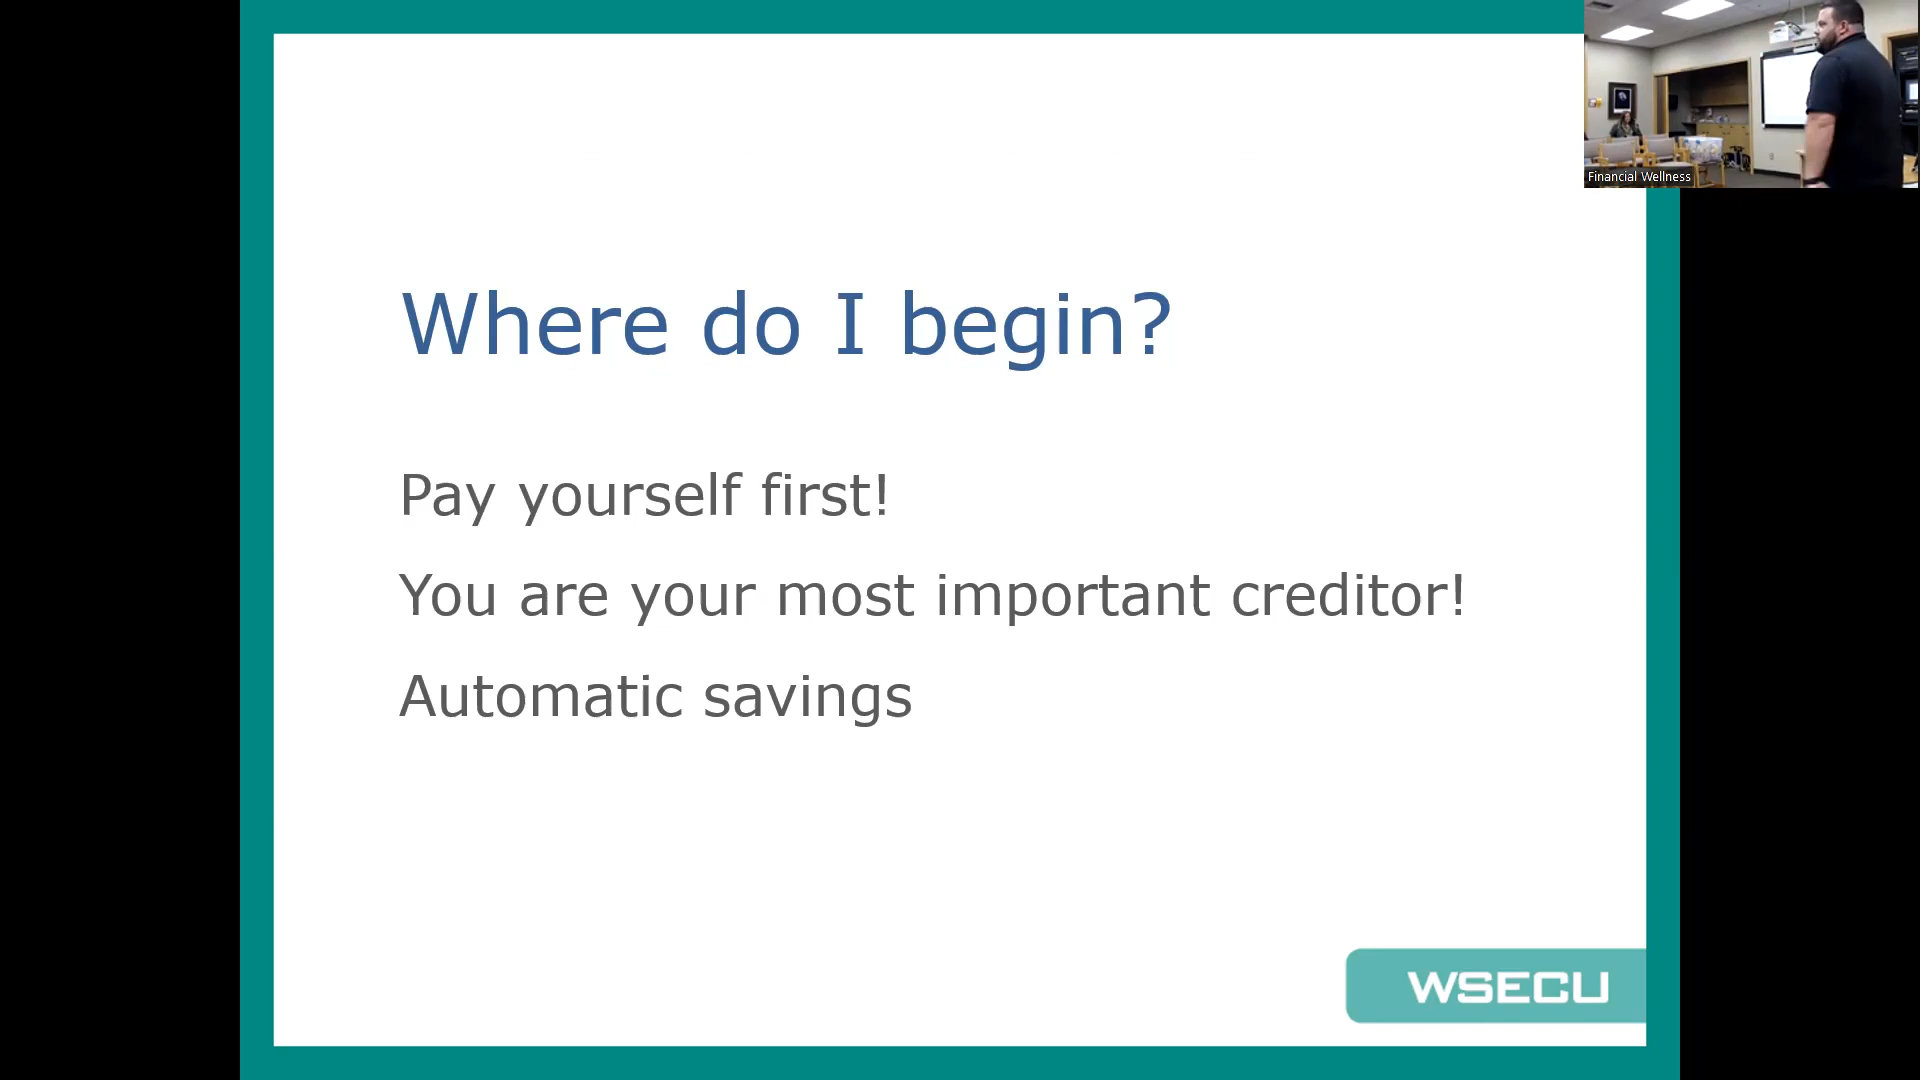 Financial Wellness
Where do I begin?
Pay yourself first!
You are your most important creditor!
Automatic savings
WSECU